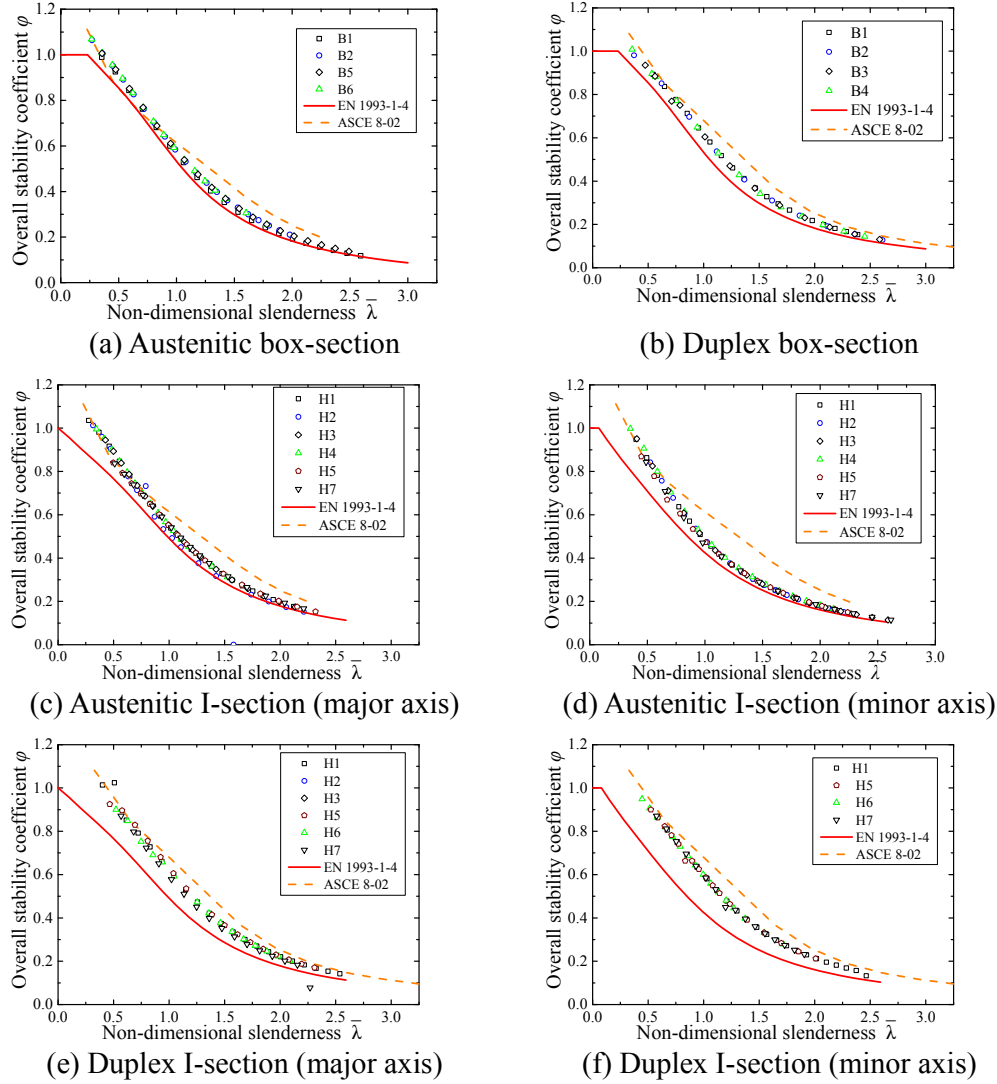 Overall stability coefficient φ
1.2
1.0
0.8
0.6
0.4
0.2
0.0
B1
B2
B5
B6
EN 1993-1-4
ASCE 8-02
0.0 0.5 1.0 1.5 2.0 2.5 3.0
Non-dimensional slenderness λ̅
(a) Austenitic box-section
Overall stability coefficient φ
1.2
1.0
0.8
0.6
0.4
0.2
0.0
B1
B2
B3
B4
EN 1993-1-4
ASCE 8-02
0.0 0.5 1.0 1.5 2.0 2.5 3.0
Non-dimensional slenderness λ̅
(b) Duplex box-section
Overall stability coefficient φ
1.2
1.0
0.8
0.6
0.4
0.2
0.0
H1
H2
H3
H4
H5
H7
EN 1993-1-4
ASCE 8-02
0.0 0.5 1.0 1.5 2.0 2.5 3.0
Non-dimensional slenderness λ̅
(c) Austenitic I-section (major axis)
Overall stability coefficient φ
1.2
1.0
0.8
0.6
0.4
0.2
0.0
H1
H2
H3
H4
H5
H7
EN 1993-1-4
ASCE 8-02
0.0 0.5 1.0 1.5 2.0 2.5 3.0
Non-dimensional slenderness λ̅
(d) Austenitic I-section (minor axis)
Overall stability coefficient φ
1.2
1.0
0.8
0.6
0.4
0.2
0.0
H1
H2
H3
H5
H6
H7
EN 1993-1-4
ASCE 8-02
0.0 0.5 1.0 1.5 2.0 2.5 3.0
Non-dimensional slenderness λ̅
(e) Duplex I-section (major axis)
Overall stability coefficient φ
1.2
1.0
0.8
0.6
0.4
0.2
0.0
H1
H5
H6
H7
EN 1993-1-4
ASCE 8-02
0.0 0.5 1.0 1.5 2.0 2.5 3.0
Non-dimensional slenderness λ̅
(f) Duplex I-section (minor axis)